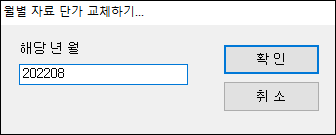 월별 자료 단가 교체하기...
해당 년 월
202208
확 인
취 소